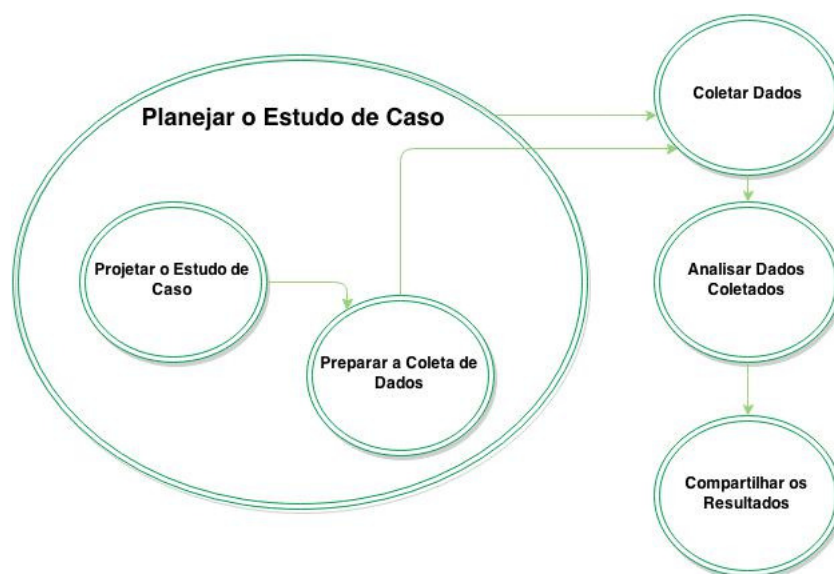 Planejar o Estudo de Caso
Projetar o Estudo de
Caso
Preparar a Coleta de
Dados
Coletar Dados
Analisar Dados
Coletados
Compartilhar os
Resultados